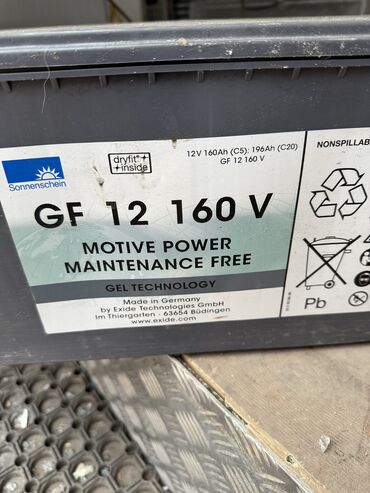 dryfit
inside
12V 160Ah (C5); 196Ah (C20)
GF 12 160 V
NONSPILLAB
Sonnenschein
GF 12 160 V
MOTIVE POWER
MAINTENANCE FREE
GEL TECHNOLOGY
Made in Germany
by Exide Technologies GmbH
Im Thiergarten - 63654 Büdingen
www.exide.com
Pb